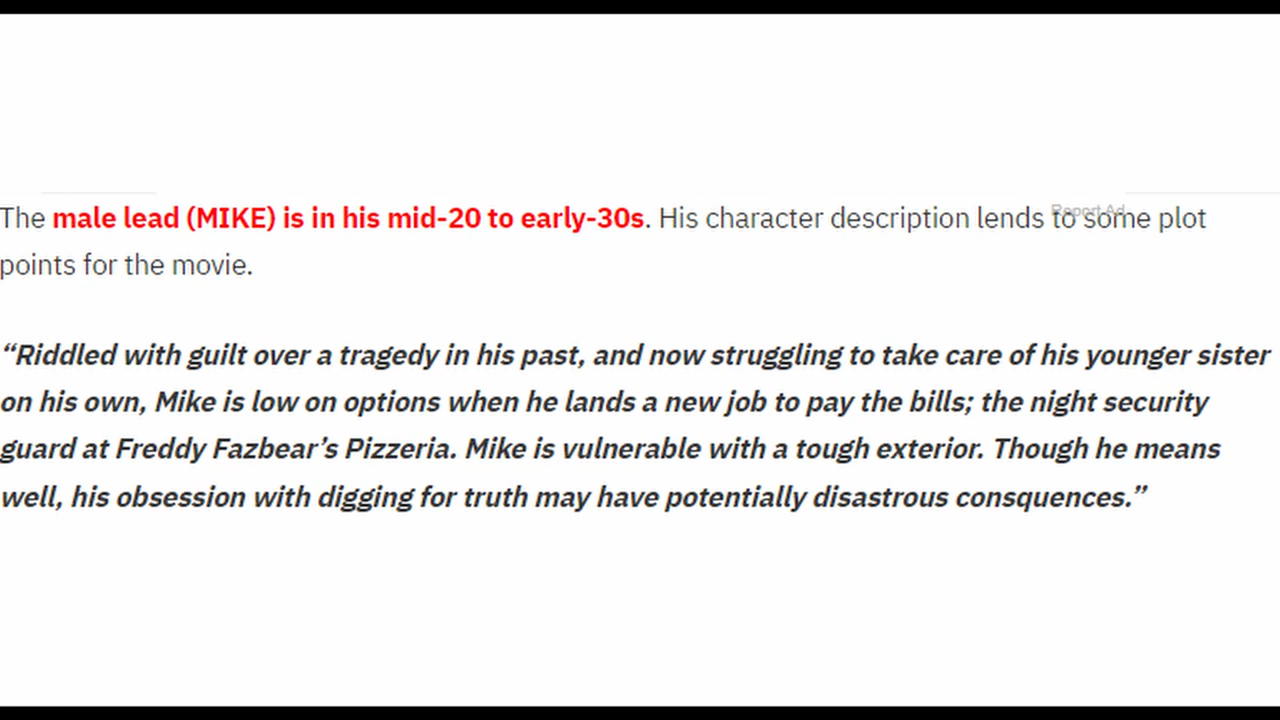 Report Ad
The male lead (MIKE) is in his mid-20 to early-30s. His character description lends to some plot
points for the movie.
“Riddled with guilt over a tragedy in his past, and now struggling to take care of his younger sister
on his own, Mike is low on options when he lands a new job to pay the bills; the night security
guard at Freddy Fazbear’s Pizzeria. Mike is vulnerable with a tough exterior. Though he means
well, his obsession with digging for truth may have potentially disastrous consquences.”